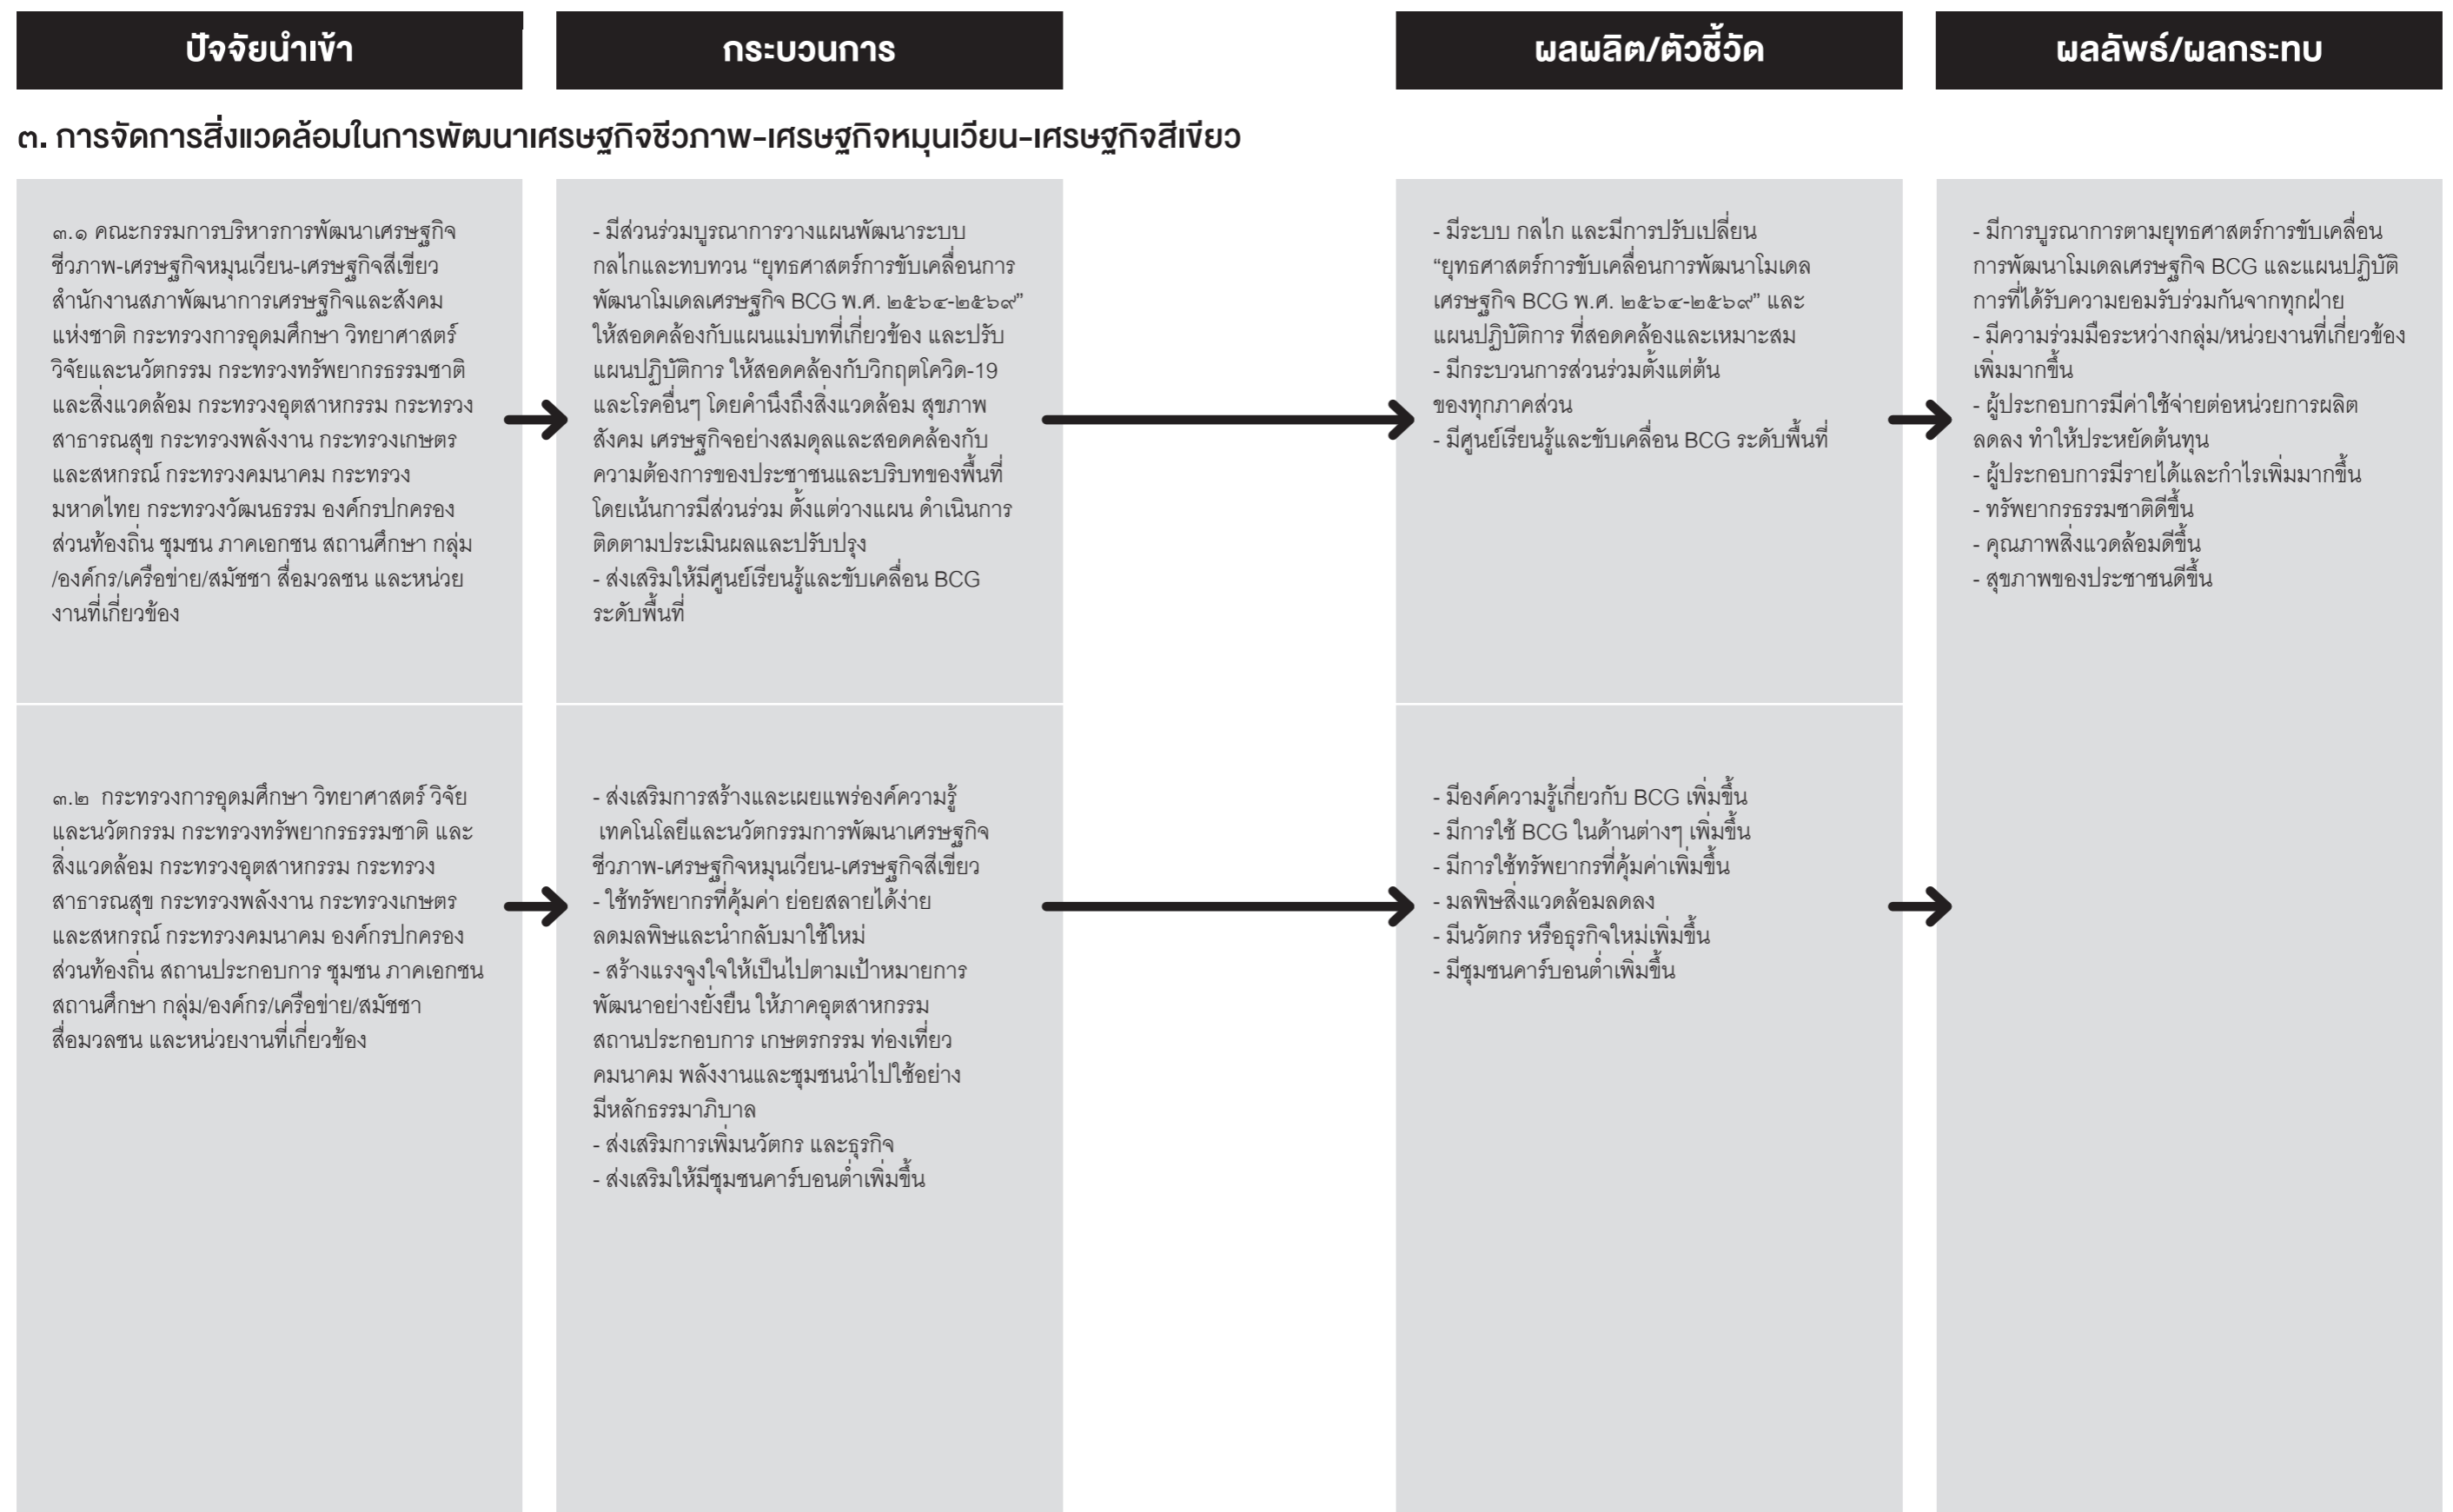 ปัจจัยนำเข้า
กระบวนการ
ผลผลิต/ตัวชี้วัด
ผลลัพธ์/ผลกระทบ
๓. การจัดการสิ่งแวดล้อมในการพัฒนาเศรษฐกิจชีวภาพ-เศรษฐกิจหมุนเวียน-เศรษฐกิจสีเขียว
๓.๑ คณะกรรมการบริหารการพัฒนาเศรษฐกิจ
ชีวภาพ-เศรษฐกิจหมุนเวียน-เศรษฐกิจสีเขียว
สำนักงานสภาพัฒนาการเศรษฐกิจและสังคม
แห่งชาติ กระทรวงการอุดมศึกษา วิทยาศาสตร์
วิจัยและนวัตกรรม กระทรวงทรัพยากรธรรมชาติ
และสิ่งแวดล้อม กระทรวงอุตสาหกรรม กระทรวง
สาธารณสุข กระทรวงพลังงาน กระทรวงเกษตร
และสหกรณ์ กระทรวงคมนาคม กระทรวง
มหาดไทย กระทรวงวัฒนธรรม องค์กรปกครอง
ส่วนท้องถิ่น ชุมชน ภาคเอกชน สถานศึกษา กลุ่ม
/องค์กร/เครือข่าย/สมัชชา สื่อมวลชน และหน่วย
งานที่เกี่ยวข้อง
- มีส่วนร่วมบูรณาการวางแผนพัฒนาระบบ
กลไกและทบทวน “ยุทธศาสตร์การขับเคลื่อนการ
พัฒนาโมเดลเศรษฐกิจ BCG พ.ศ. ๒๕๖๔-๒๕๖๙”
ให้สอดคล้องกับแผนแม่บทที่เกี่ยวข้อง และปรับ
แผนปฏิบัติการ ให้สอดคล้องกับวิกฤตโควิด-19
และโรคอื่นๆ โดยคำนึงถึงสิ่งแวดล้อม สุขภาพ
สังคม เศรษฐกิจอย่างสมดุลและสอดคล้องกับ
ความต้องการของประชาชนและบริบทของพื้นที่
โดยเน้นการมีส่วนร่วม ตั้งแต่วางแผน ดำเนินการ
ติดตามประเมินผลและปรับปรุง
- ส่งเสริมให้มีศูนย์เรียนรู้และขับเคลื่อน BCG
ระดับพื้นที่
- มีระบบ กลไก และมีการปรับเปลี่ยน
“ยุทธศาสตร์การขับเคลื่อนการพัฒนาโมเดล
เศรษฐกิจ BCG พ.ศ. ๒๕๖๔-๒๕๖๙” และ
แผนปฏิบัติการ ที่สอดคล้องและเหมาะสม
- มีกระบวนการส่วนร่วมตั้งแต่ต้น
ของทุกภาคส่วน
- มีศูนย์เรียนรู้และขับเคลื่อน BCG ระดับพื้นที่
- มีการบูรณาการตามยุทธศาสตร์การขับเคลื่อน
การพัฒนาโมเดลเศรษฐกิจ BCG และแผนปฏิบัติ
การที่ได้รับความยอมรับร่วมกันจากทุกฝ่าย
- มีความร่วมมือระหว่างกลุ่ม/หน่วยงานที่เกี่ยวข้อง
เพิ่มมากขึ้น
- ผู้ประกอบการมีค่าใช้จ่ายต่อหน่วยการผลิต
ลดลง ทำให้ประหยัดต้นทุน
- ผู้ประกอบการมีรายได้และกำไรเพิ่มมากขึ้น
- ทรัพยากรธรรมชาติดีขึ้น
- คุณภาพสิ่งแวดล้อมดีขึ้น
- สุขภาพของประชาชนดีขึ้น
๓.๒ กระทรวงการอุดมศึกษา วิทยาศาสตร์ วิจัย
และนวัตกรรม กระทรวงทรัพยากรธรรมชาติ และ
สิ่งแวดล้อม กระทรวงอุตสาหกรรม กระทรวง
สาธารณสุข กระทรวงพลังงาน กระทรวงเกษตร
และสหกรณ์ กระทรวงคมนาคม องค์กรปกครอง
ส่วนท้องถิ่น สถานประกอบการ ชุมชน ภาคเอกชน
สถานศึกษา กลุ่ม/องค์กร/เครือข่าย/สมัชชา
สื่อมวลชน และหน่วยงานที่เกี่ยวข้อง
- ส่งเสริมการสร้างและเผยแพร่องค์ความรู้
เทคโนโลยีและนวัตกรรมการพัฒนาเศรษฐกิจ
ชีวภาพ-เศรษฐกิจหมุนเวียน-เศรษฐกิจสีเขียว
- ใช้ทรัพยากรที่คุ้มค่า ย่อยสลายได้ง่าย
ลดมลพิษและนำกลับมาใช้ใหม่
- สร้างแรงจูงใจให้เป็นไปตามเป้าหมายการ
พัฒนาอย่างยั่งยืน ให้ภาคอุตสาหกรรม
สถานประกอบการ เกษตรกรรม ท่องเที่ยว
คมนาคม พลังงานและชุมชนนำไปใช้อย่าง
มีหลักธรรมาภิบาล
- ส่งเสริมการเพิ่มนวัตกร และธุรกิจ
- ส่งเสริมให้มีชุมชนคาร์บอนต่ำเพิ่มขึ้น
- มีองค์ความรู้เกี่ยวกับ BCG เพิ่มขึ้น
- มีการใช้ BCG ในด้านต่างๆ เพิ่มขึ้น
- มีการใช้ทรัพยากรที่คุ้มค่าเพิ่มขึ้น
- มลพิษสิ่งแวดล้อมลดลง
- มีนวัตกร หรือธุรกิจใหม่เพิ่มขึ้น
- มีชุมชนคาร์บอนต่ำเพิ่มขึ้น